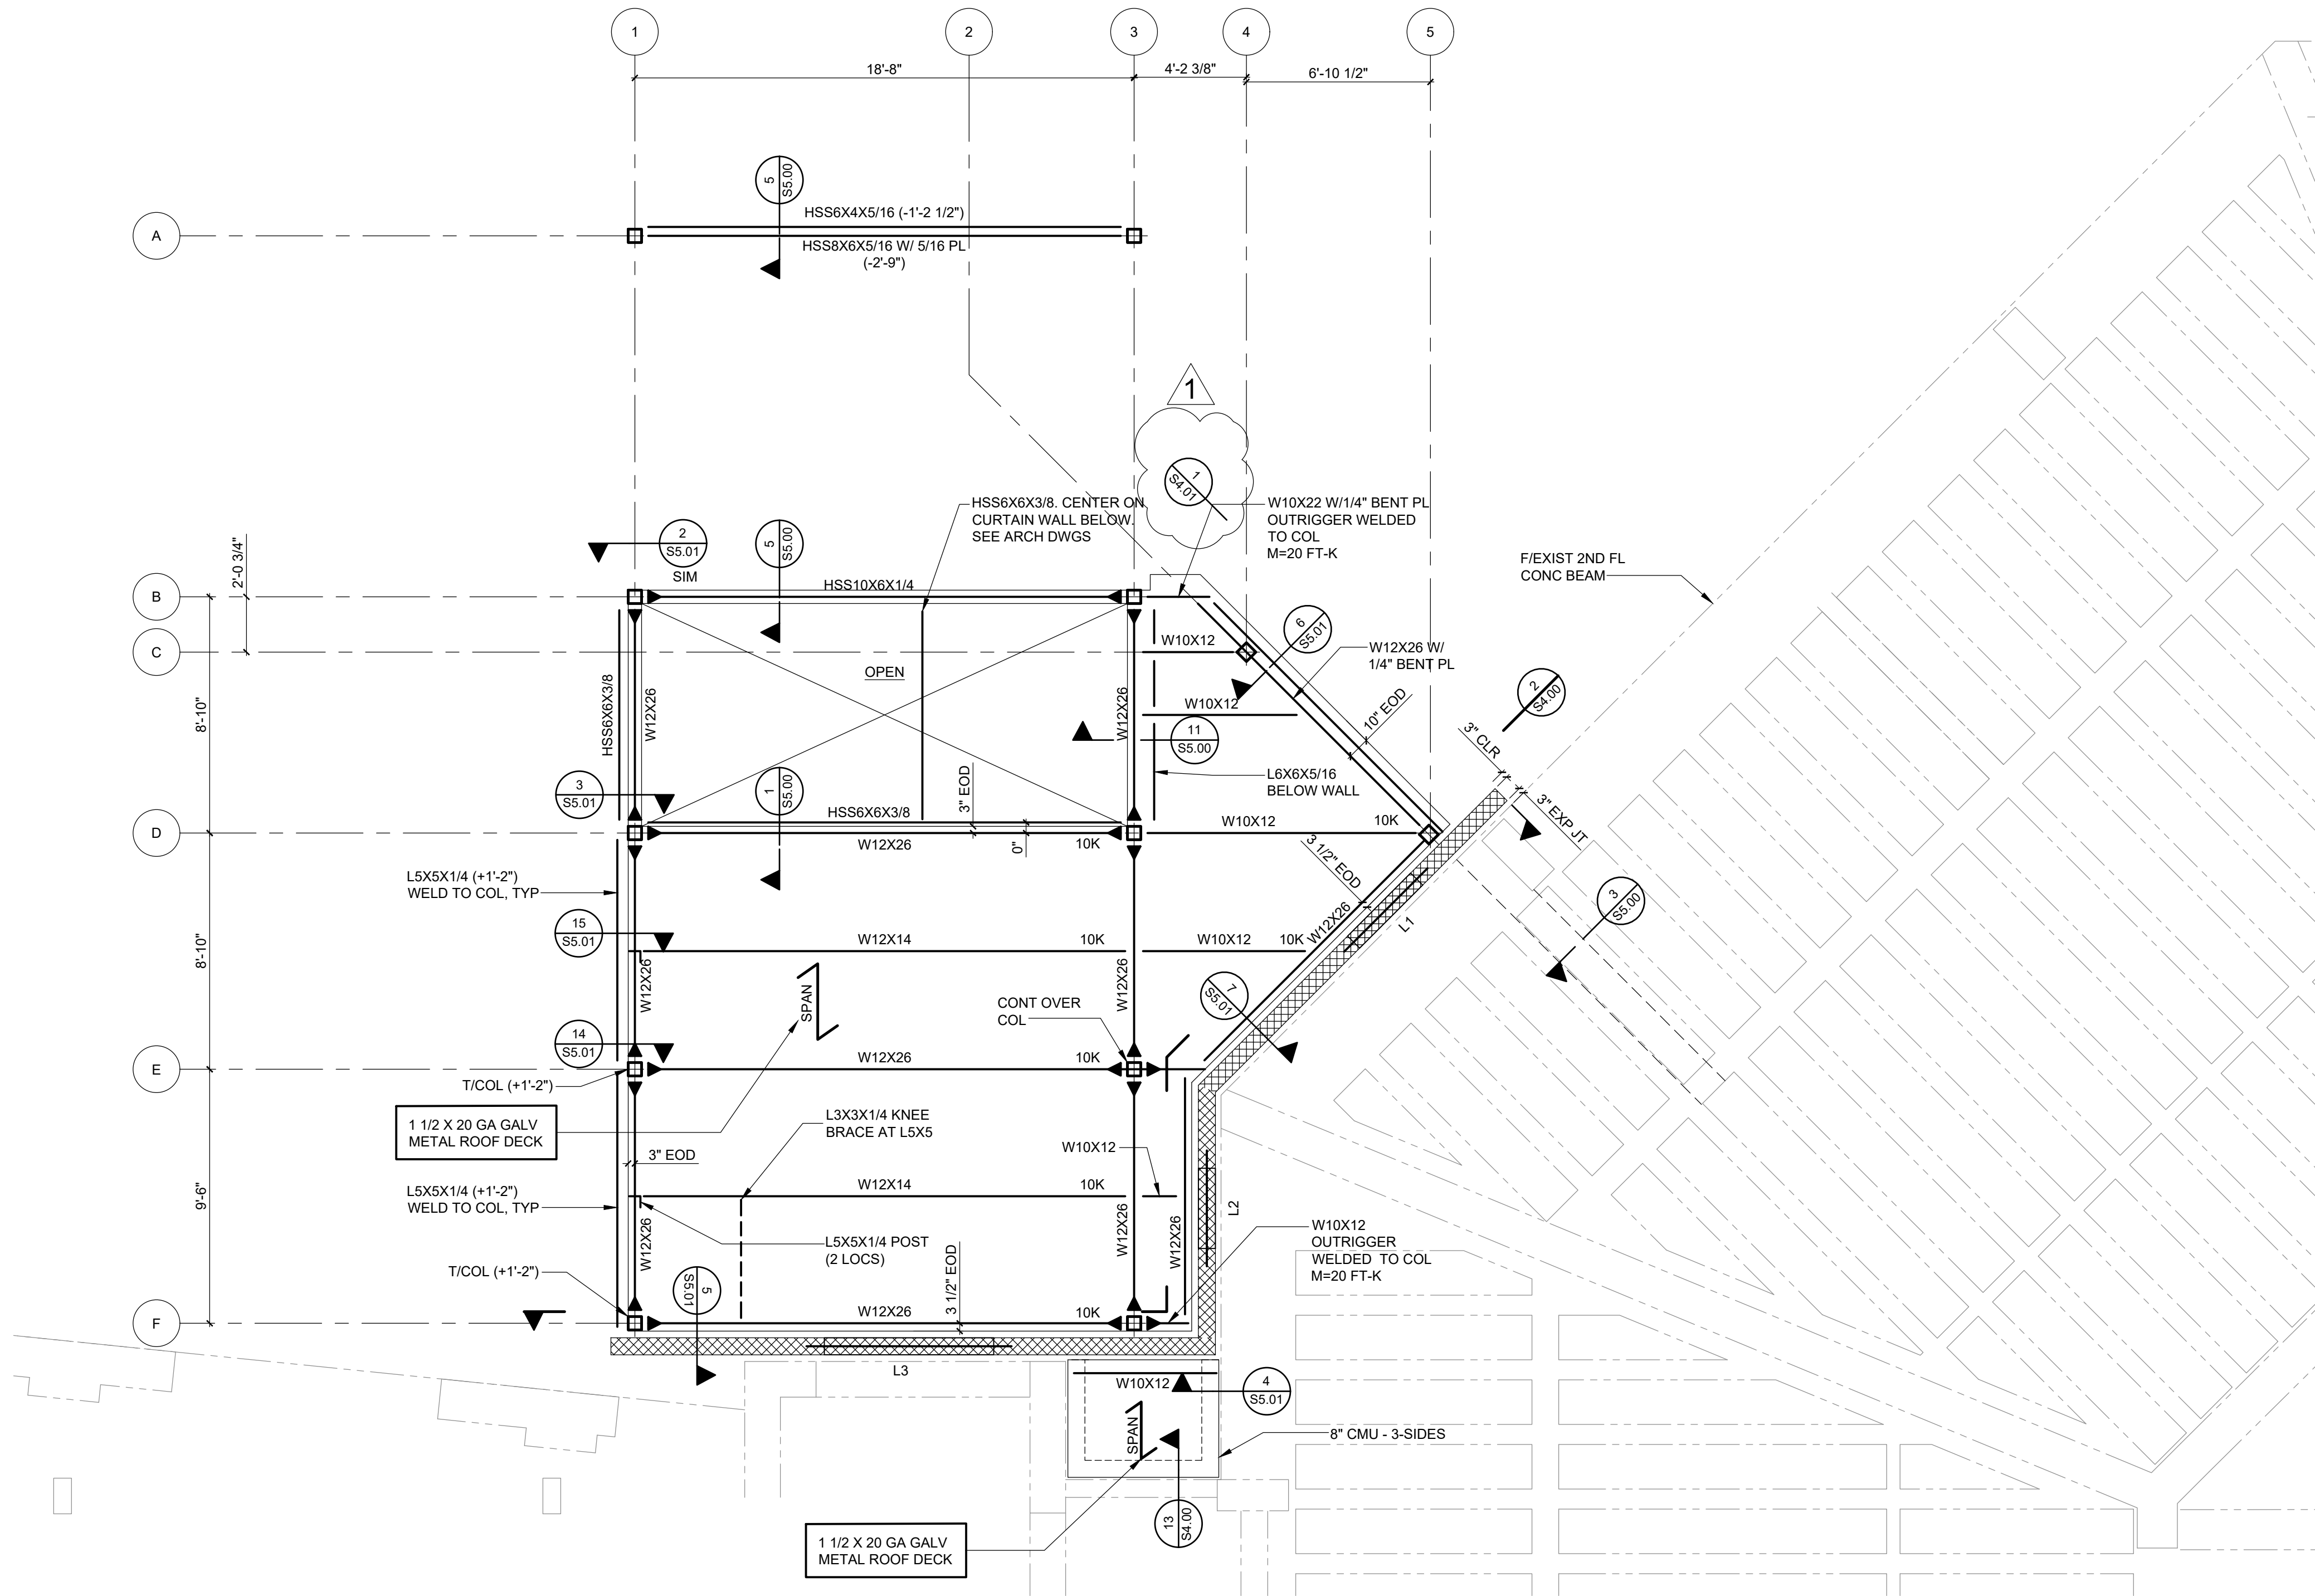 1
2
3
4
5
18'-8"
4'-2 3/8"
6'-10 1/2"
5
S5.00
HSS6X4X5/16 (-1'-2 1/2")
A
HSS8X6X5/16 W/ 5/16 PL
(-2'-9")
1
1
S4.01
HSS6X6X3/8. CENTER ON
CURTAIN WALL BELOW.
SEE ARCH DWGS
W10X22 W/1/4" BENT PL
OUTRIGGER WELDED
TO COL
M=20 FT-K
2
S5.01
SIM
5
S5.00
2'-0 3/4"
F/EXIST 2ND FL
CONC BEAM
B
HSS10X6X1/4
6
S5.01
C
W10X12
W12X26 W/
1/4" BENT PL
OPEN
HSS6X6X3/8
W12X26
W12X26
W10X12
10" EOD
2
S4.00
8'-10"
11
S5.00
3" CLR
3
S5.01
1
S5.00
3" EOD
L6X6X5/16
BELOW WALL
3" EXP JT
HSS6X6X3/8
W10X12
10K
D
W12X26
10K
0"
3 1/2" EOD
L5X5X1/4 (+1'-2")
WELD TO COL, TYP
3
S5.00
15
S5.01
W12X14
10K
W10X12
10K
W12X26
L1
8'-10"
W12X26
SPAN
W12X26
CONT OVER
COL
7
S5.01
14
S5.01
E
W12X26
10K
T/COL (+1'-2")
1 1/2 X 20 GA GALV
METAL ROOF DECK
L3X3X1/4 KNEE
BRACE AT L5X5
W10X12
3" EOD
L5X5X1/4 (+1'-2")
WELD TO COL, TYP
W12X14
10K
9'-6"
W12X26
W12X26
W12X26
L2
L5X5X1/4 POST
(2 LOCS)
W10X12
OUTRIGGER
WELDED TO COL
M=20 FT-K
T/COL (+1'-2")
5
S5.01
3 1/2" EOD
F
W12X26
10K
L3
W10X12
4
S5.01
SPAN
8" CMU - 3-SIDES
13
S4.00
1 1/2 X 20 GA GALV
METAL ROOF DECK